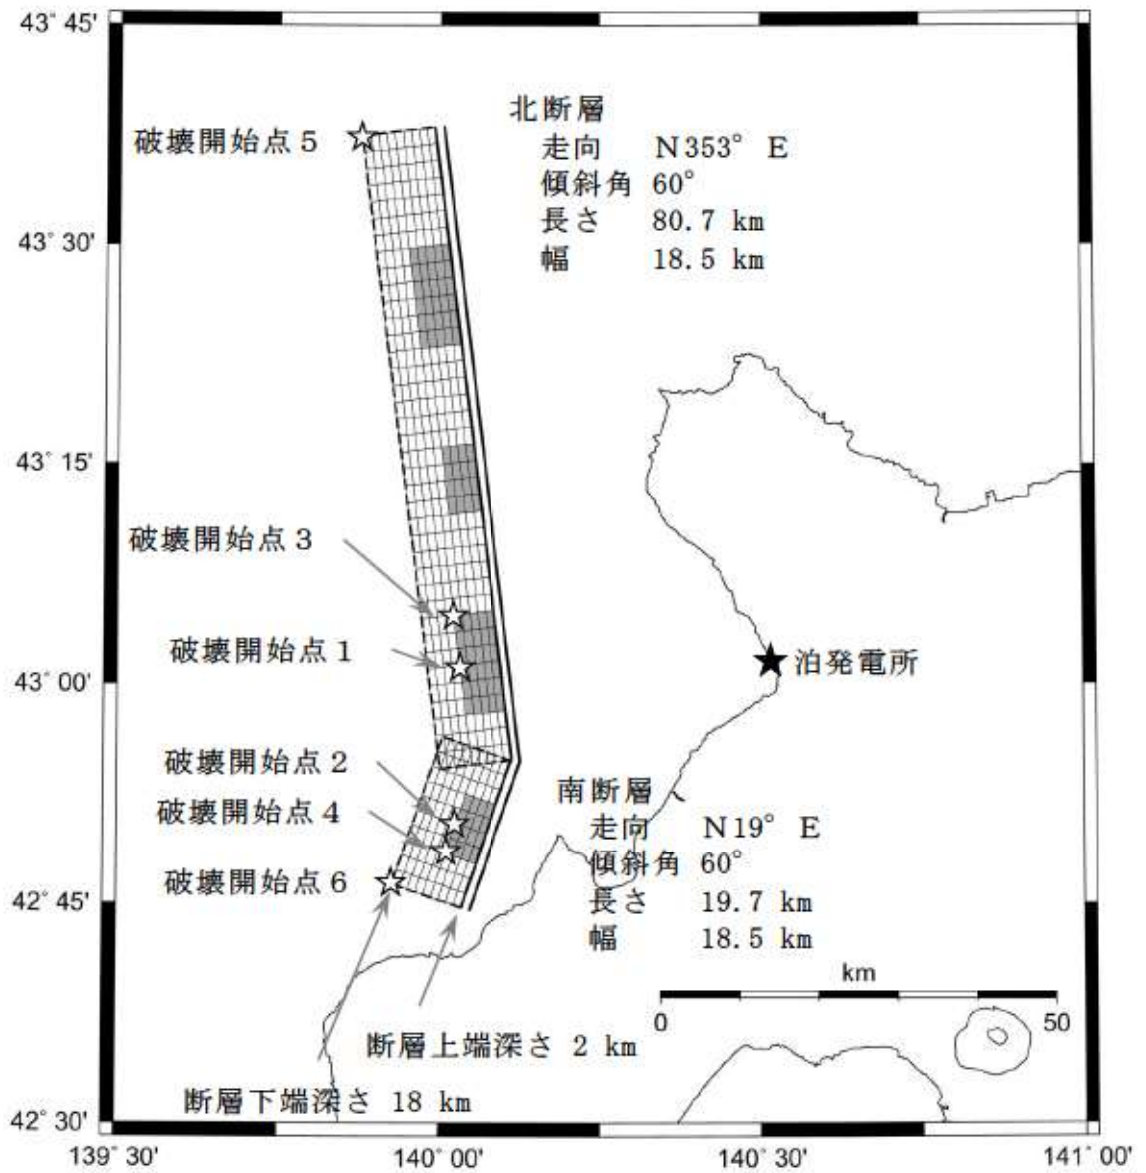 43° 45'
北断層
破壊開始点 5
走向 N353° E
傾斜角 60°
長さ 80.7 km
幅 18.5 km
43° 30'
43° 15'
破壊開始点 3
破壊開始点 1
泊発電所
43° 00'
破壊開始点 2
南断層
破壊開始点 4
走向 N19° E
傾斜角 60°
破壊開始点 6
長さ 19.7 km
42° 45'
幅 18.5 km
km
0 50
断層上端深さ 2 km
断層下端深さ 18 km
42° 30'
139° 30' 140° 00' 140° 30' 141° 00'